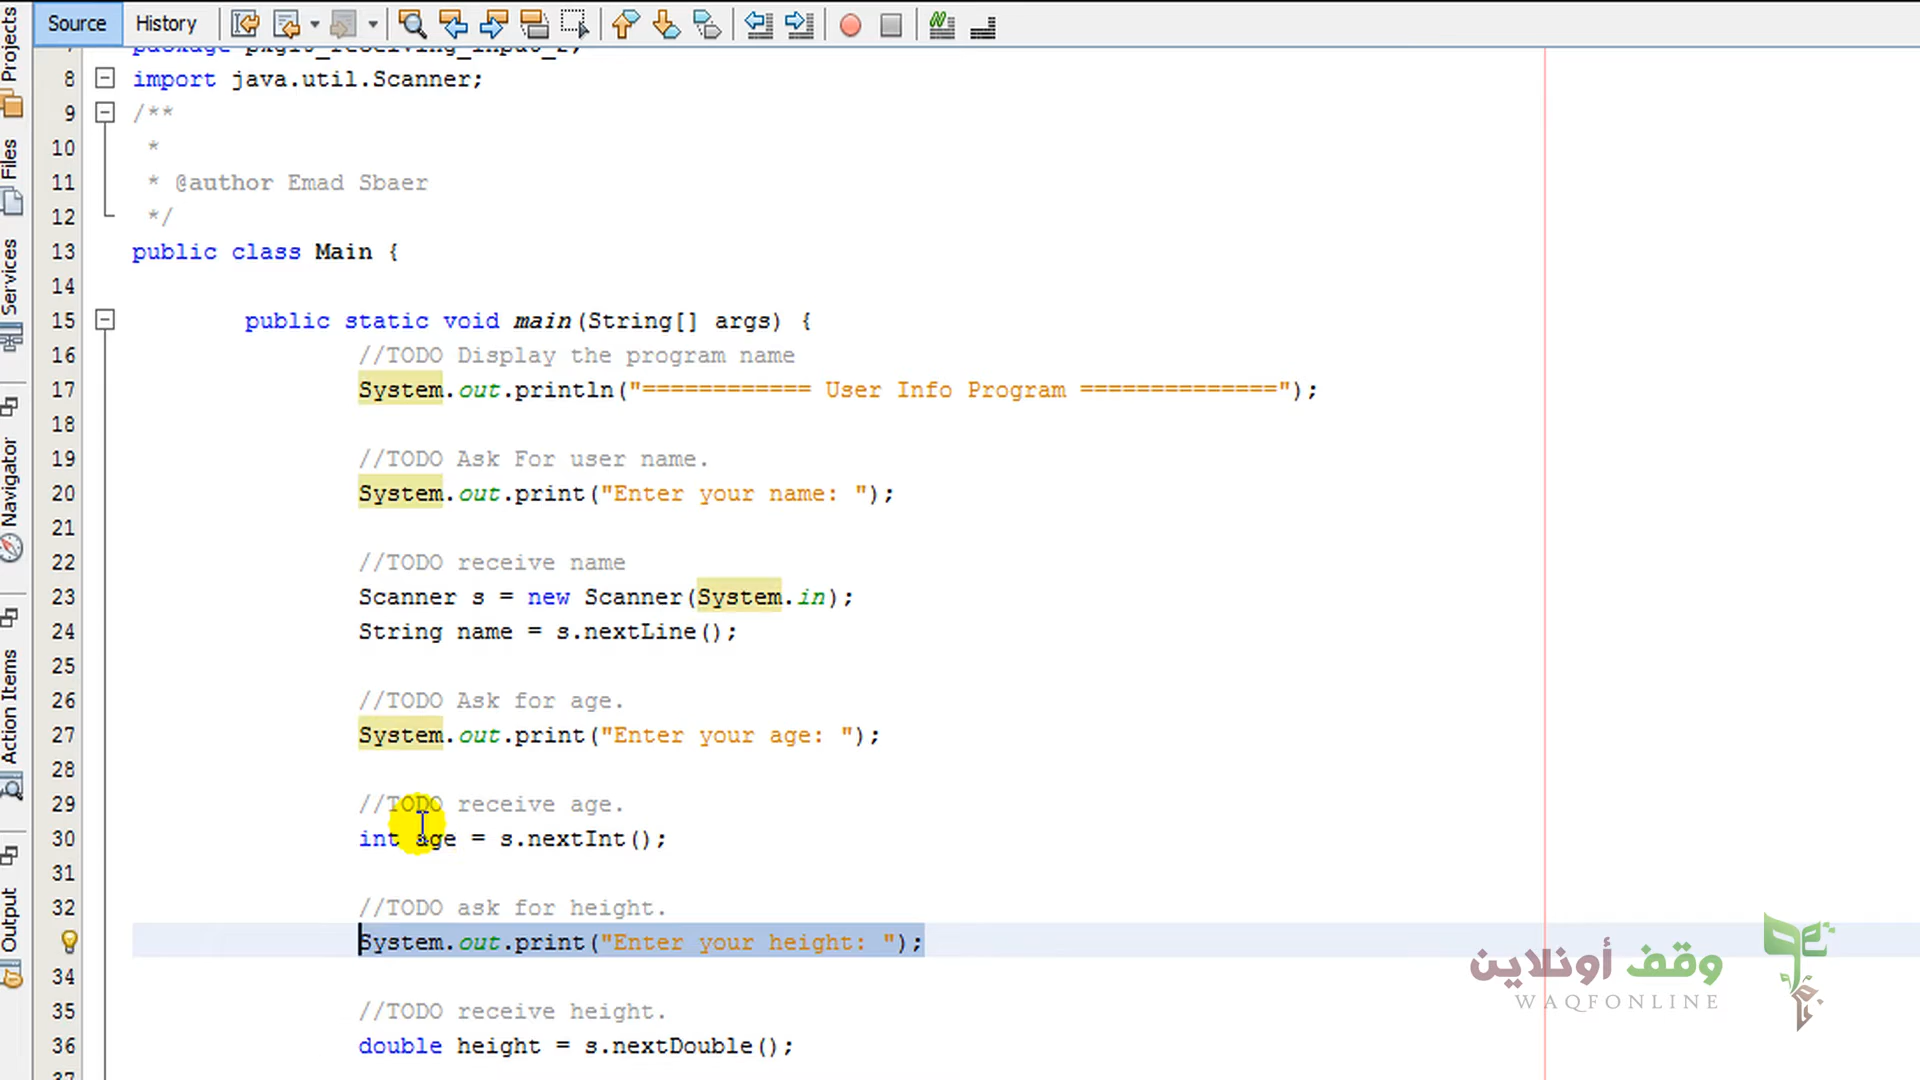 Source History
Projects
Files
Services
Navigator
Action Items
Output
8 import java.util.Scanner;
9 /**
10 *
11 * @author Emad Sbaer
12 */
13 public class Main {
14
15 public static void main(String[] args) {
16 //TODO Display the program name
17 System.out.println("============ User Info Program ==============");
18
19 //TODO Ask For user name.
20 System.out.print("Enter your name: ");
21
22 //TODO receive name
23 Scanner s = new Scanner(System.in);
24 String name = s.nextLine();
25
26 //TODO Ask for age.
27 System.out.print("Enter your age: ");
28
29 //TODO receive age.
30 int age = s.nextInt();
31
32 //TODO ask for height.
System.out.print("Enter your height: ");
34
35 //TODO receive height.
36 double height = s.nextDouble();
وقف أونلاين
WAQFONLINE